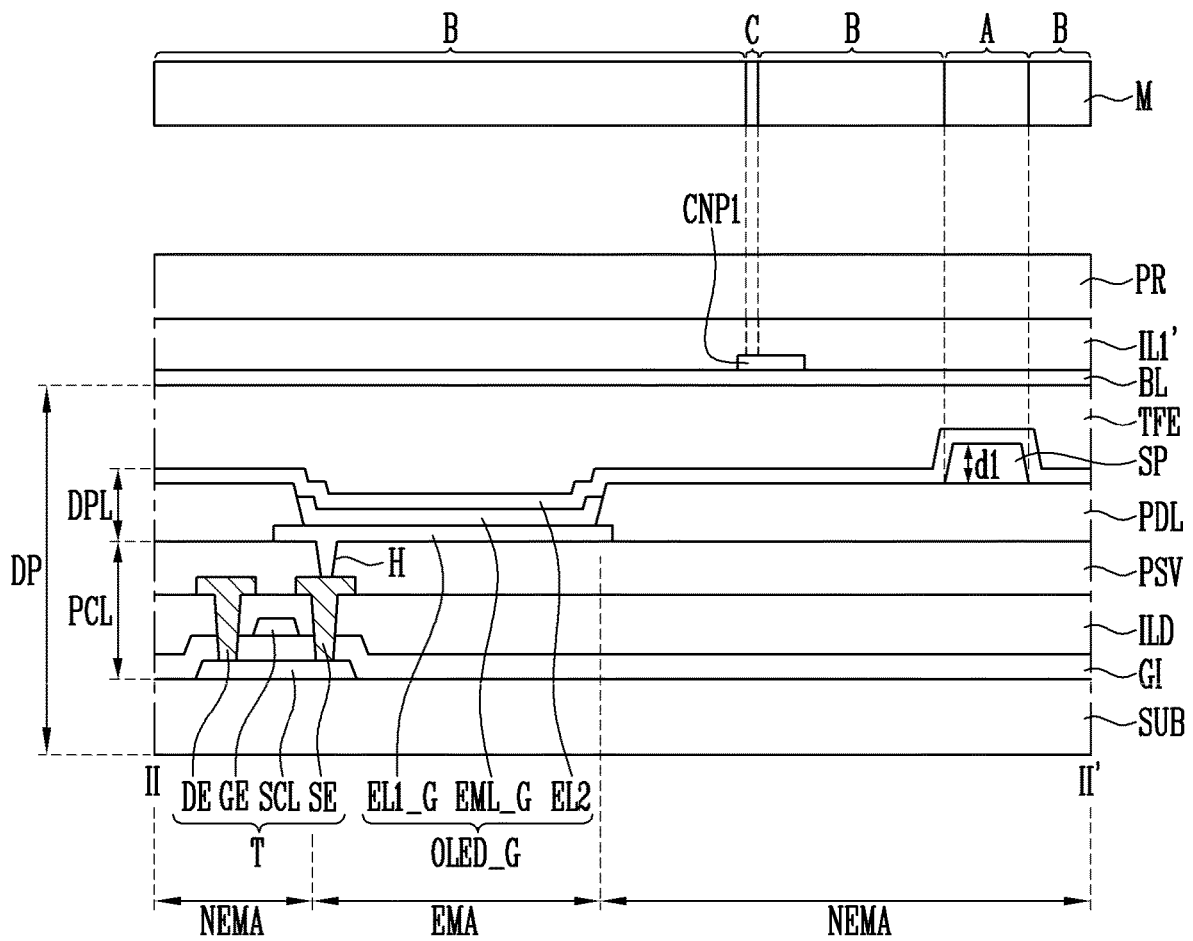 B C B A B
M
CNP1
PR
IL1'
BL
TFE
SP
d1
DPL
PDL
DP
H
PSV
PCL
ILD
GI
SUB
II II'
DE GE SCL SE EL1_G EML_G EL2
T OLED_G
NEMA EMA NEMA